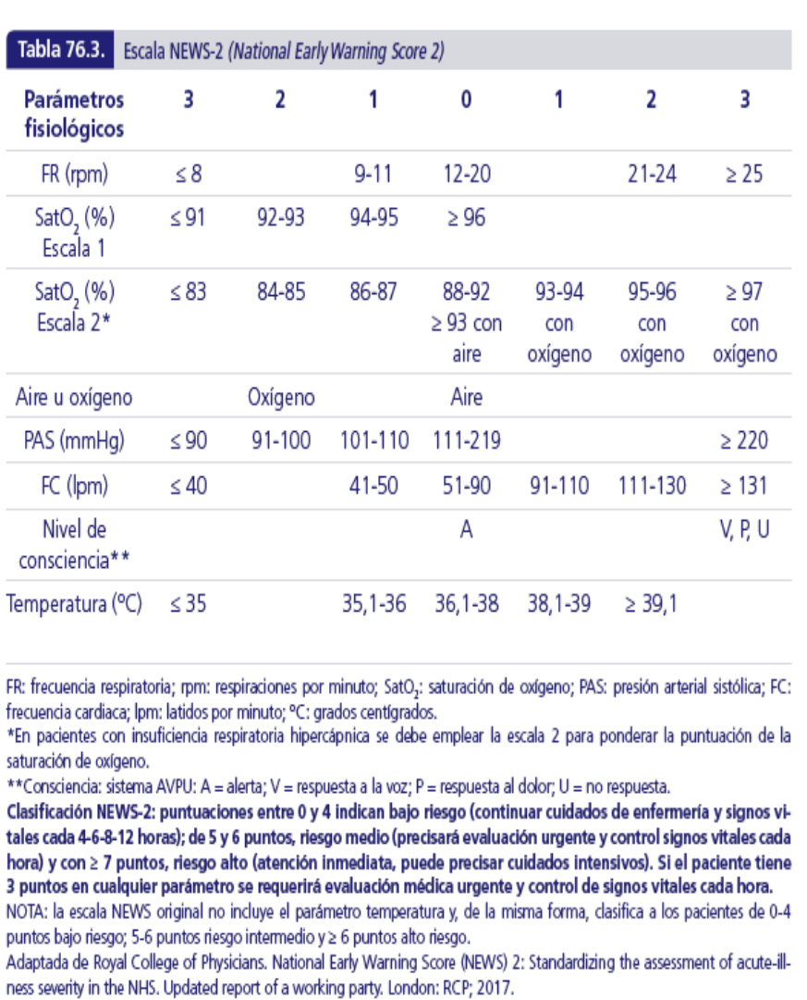 Tabla 76.3. Escala NEWS-2 (National Early Warning Score 2)
Parámetros fisiológicos 3 2 1 0 1 2 3
FR (rpm) ≤ 8 9-11 12-20 21-24 ≥ 25
SatO₂ (%) Escala 1 ≤ 91 92-93 94-95 ≥ 96
SatO₂ (%) Escala 2* ≤ 83 84-85 86-87 88-92 ≥ 93 con aire 93-94 con oxígeno 95-96 con oxígeno ≥ 97 con oxígeno
Aire u oxígeno Oxígeno Aire
PAS (mmHg) ≤ 90 91-100 101-110 111-219 ≥ 220
FC (lpm) ≤ 40 41-50 51-90 91-110 111-130 ≥ 131
Nivel de consciencia** A V, P, U
Temperatura (ºC) ≤ 35 35,1-36 36,1-38 38,1-39 ≥ 39,1
FR: frecuencia respiratoria; rpm: respiraciones por minuto; SatO₂: saturación de oxígeno; PAS: presión arterial sistólica; FC:
frecuencia cardiaca; lpm: latidos por minuto; ºC: grados centígrados.
*En pacientes con insuficiencia respiratoria hipercápnica se debe emplear la escala 2 para ponderar la puntuación de la
saturación de oxígeno.
**Consciencia: sistema AVPU: A = alerta; V = respuesta a la voz; P = respuesta al dolor; U = no respuesta.
Clasificación NEWS-2: puntuaciones entre 0 y 4 indican bajo riesgo (continuar cuidados de enfermería y signos vi-
tales cada 4-6-8-12 horas); de 5 y 6 puntos, riesgo medio (precisará evaluación urgente y control signos vitales cada
hora) y con ≥ 7 puntos, riesgo alto (atención inmediata, puede precisar cuidados intensivos). Si el paciente tiene
3 puntos en cualquier parámetro se requerirá evaluación médica urgente y control de signos vitales cada hora.
NOTA: la escala NEWS original no incluye el parámetro temperatura y, de la misma forma, clasifica a los pacientes de 0-4
puntos bajo riesgo; 5-6 puntos riesgo intermedio y ≥ 6 puntos alto riesgo.
Adaptada de Royal College of Physicians. National Early Warning Score (NEWS) 2: Standardizing the assessment of acute-ill-
ness severity in the NHS. Updated report of a working party. London: RCP; 2017.